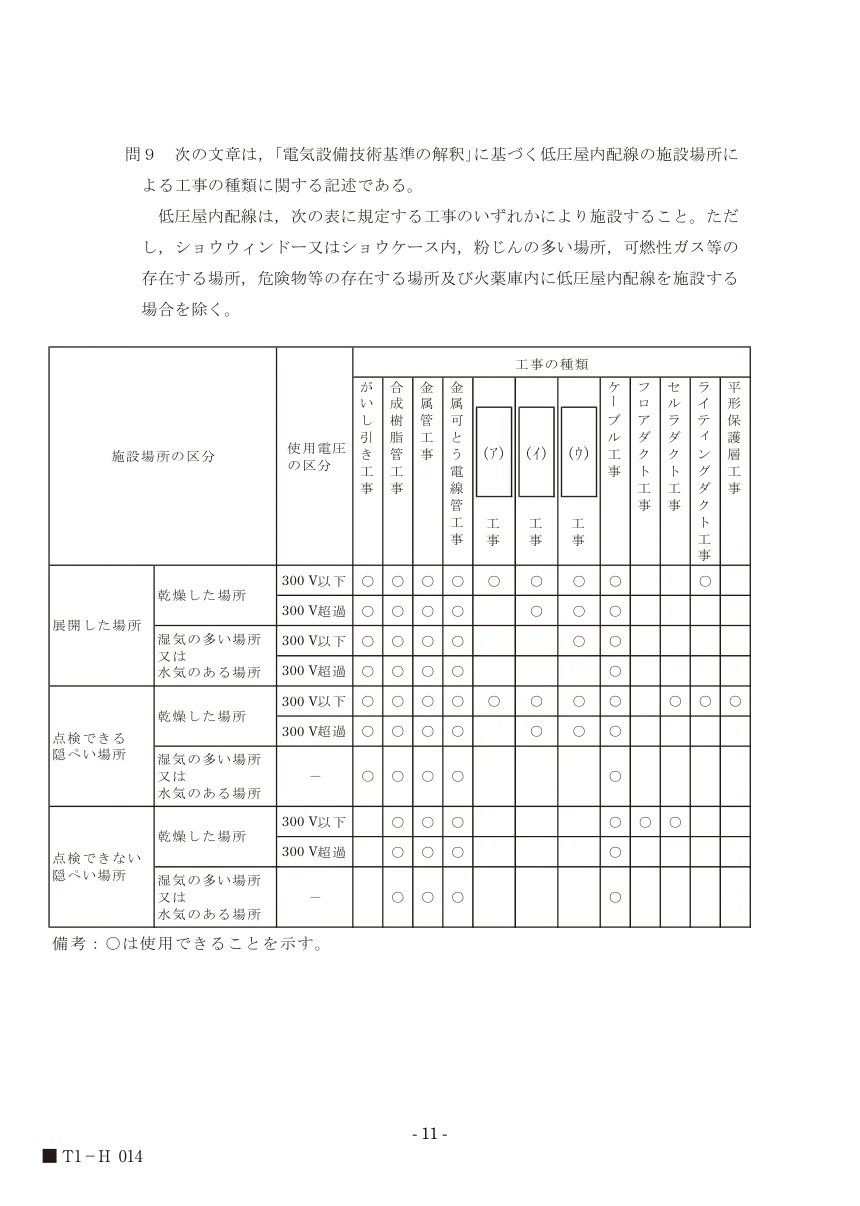 問９　次の文章は，「電気設備技術基準の解釈」に基づく低圧屋内配線の施設場所に
よる工事の種類に関する記述である。
低圧屋内配線は，次の表に規定する工事のいずれかにより施設すること。ただ
し，ショウウィンドー又はショウケース内，粉じんの多い場所，可燃性ガス等の
存在する場所，危険物等の存在する場所及び火薬庫内に低圧屋内配線を施設する
場合を除く。
施設場所の区分
使用電圧
の区分
工事の種類
がいし引き工事
合成樹脂管工事
金属管工事
金属可とう電線管工事
(ｱ) 工事
(ｲ) 工事
(ｳ) 工事
ケーブル工事
フロアダクト工事
セルラダクト工事
ライティングダクト工事
平形保護層工事
展開した場所
乾燥した場所
300 V以下 ○ ○ ○ ○ ○ ○ ○ ○ ○
300 V超過 ○ ○ ○ ○ ○ ○ ○
湿気の多い場所
又は
水気のある場所
300 V以下 ○ ○ ○ ○ ○ ○
300 V超過 ○ ○ ○ ○ ○
点検できる
隠ぺい場所
乾燥した場所
300 V以下 ○ ○ ○ ○ ○ ○ ○ ○ ○ ○ ○
300 V超過 ○ ○ ○ ○ ○ ○ ○
湿気の多い場所
又は
水気のある場所
－ ○ ○ ○ ○ ○
点検できない
隠ぺい場所
乾燥した場所
300 V以下 ○ ○ ○ ○ ○ ○
300 V超過 ○ ○ ○ ○
湿気の多い場所
又は
水気のある場所
－ ○ ○ ○ ○
備考：○は使用できることを示す。
- 11 -
■ T1－H 014